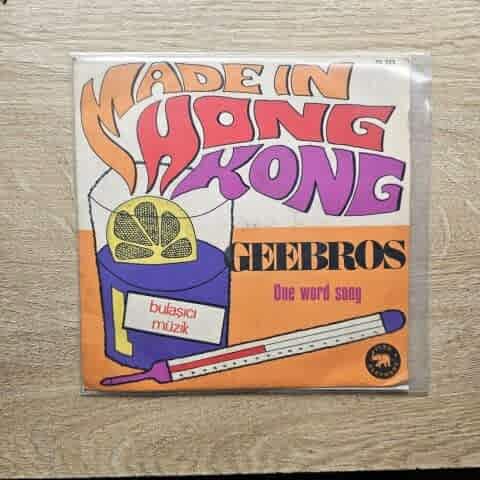 MADE IN
HONG
KONG
GEEBROS
One word song
bulaşıcı
müzik